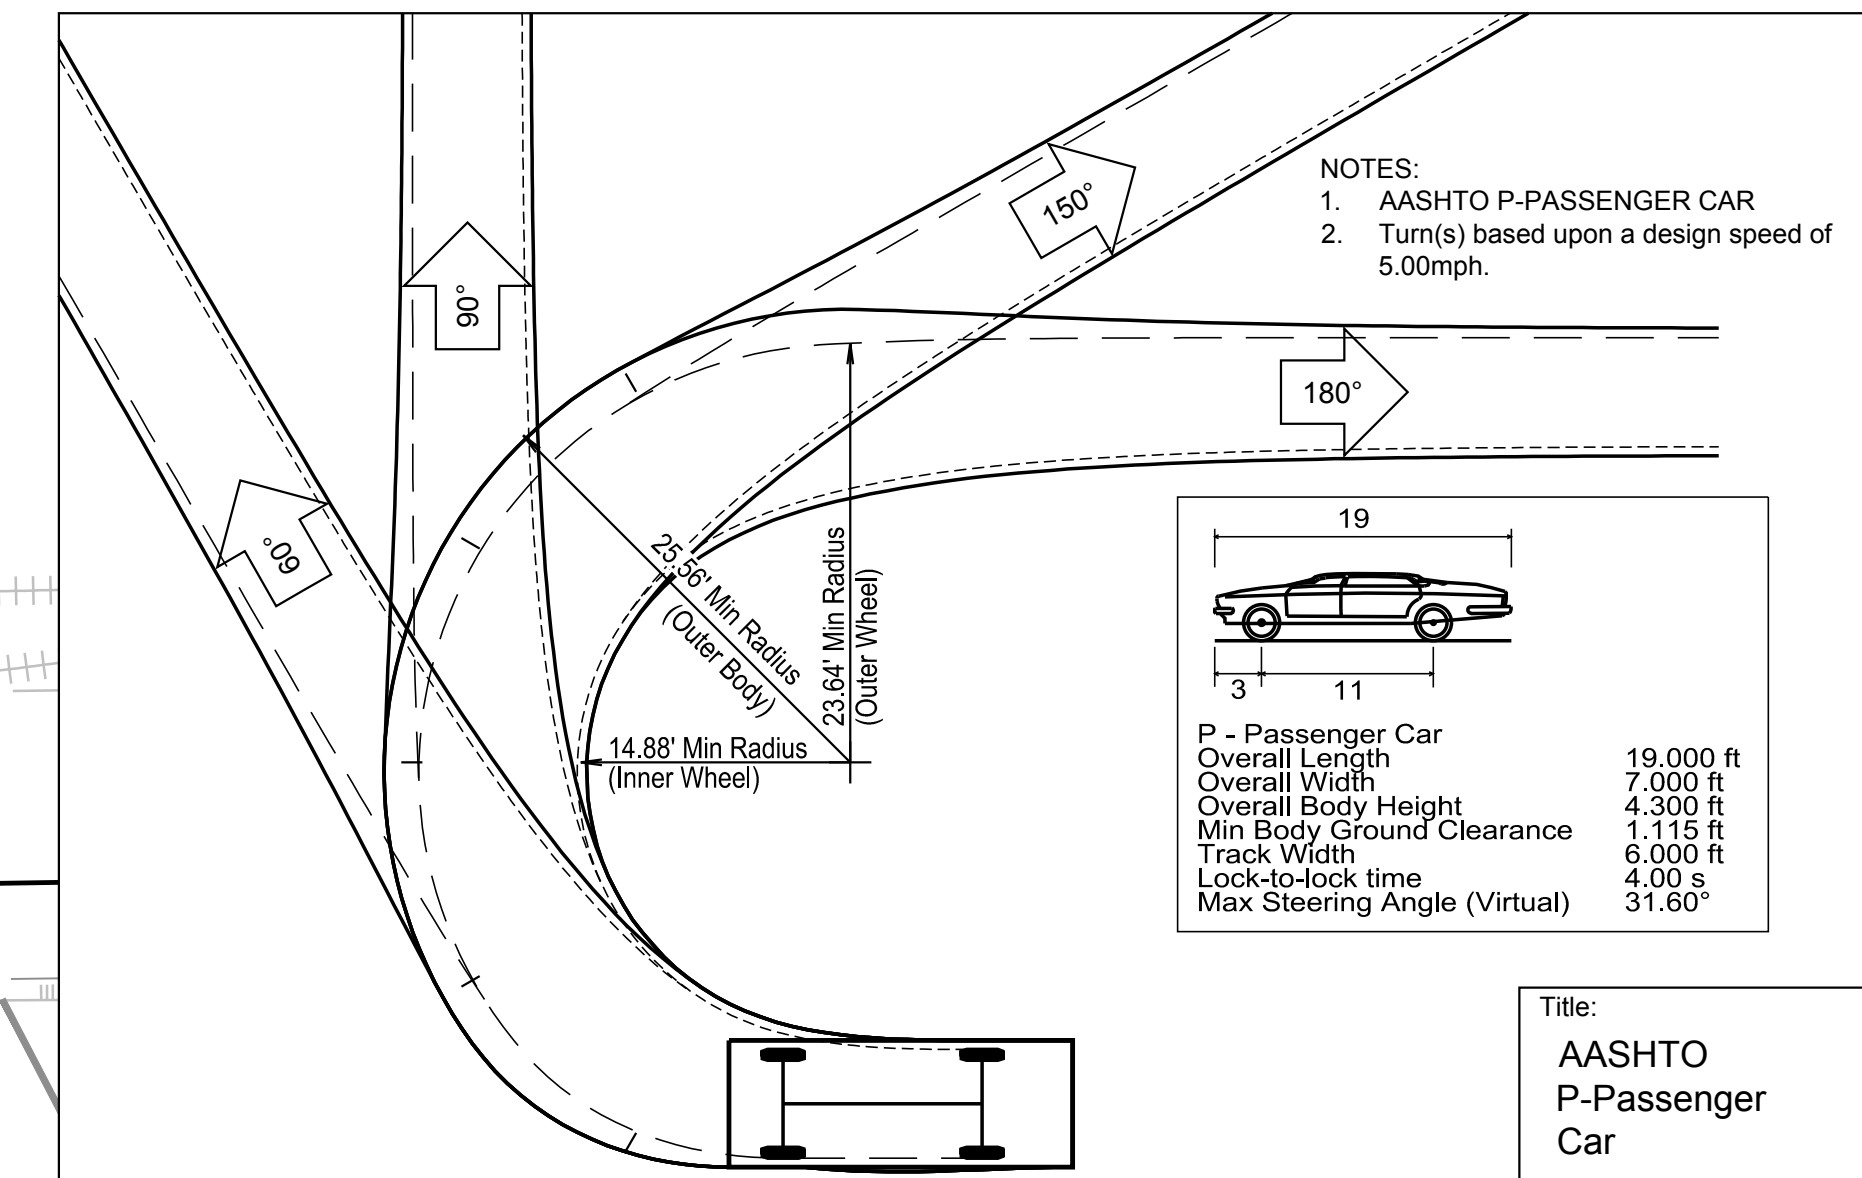 NOTES:
1. AASHTO P-PASSENGER CAR
2. Turn(s) based upon a design speed of
5.00mph.
150°
90°
60°
180°
25.56' Min Radius
(Outer Body)
23.64' Min Radius
(Outer Wheel)
14.88' Min Radius
(Inner Wheel)
19
3
11
P - Passenger Car
Overall Length 19.000 ft
Overall Width 7.000 ft
Overall Body Height 4.300 ft
Min Body Ground Clearance 1.115 ft
Track Width 6.000 ft
Lock-to-lock time 4.00 s
Max Steering Angle (Virtual) 31.60°
Title:
AASHTO
P-Passenger
Car